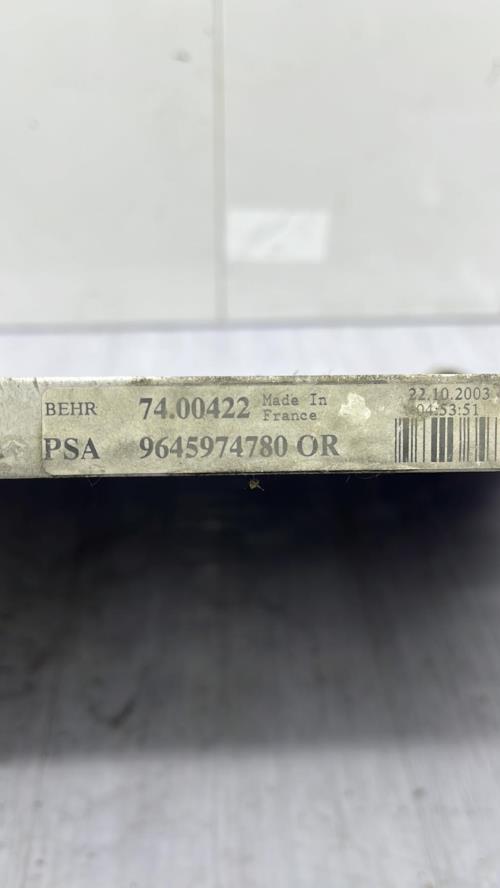 BEHR 74.00422 Made In France 22.10.2003
04:53:51
PSA 9645974780 OR